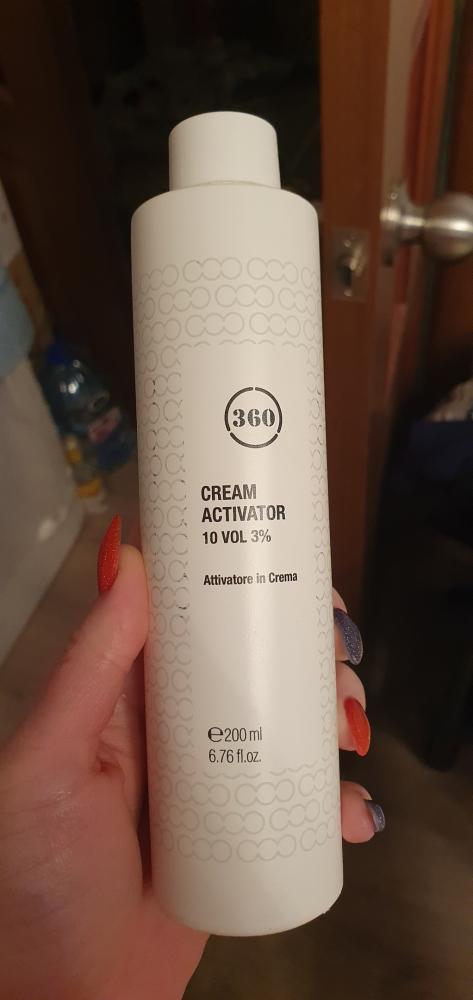 360
CREAM
ACTIVATOR
10 VOL 3%
Attivatore in Crema
℮200 ml
6.76 fl.oz.